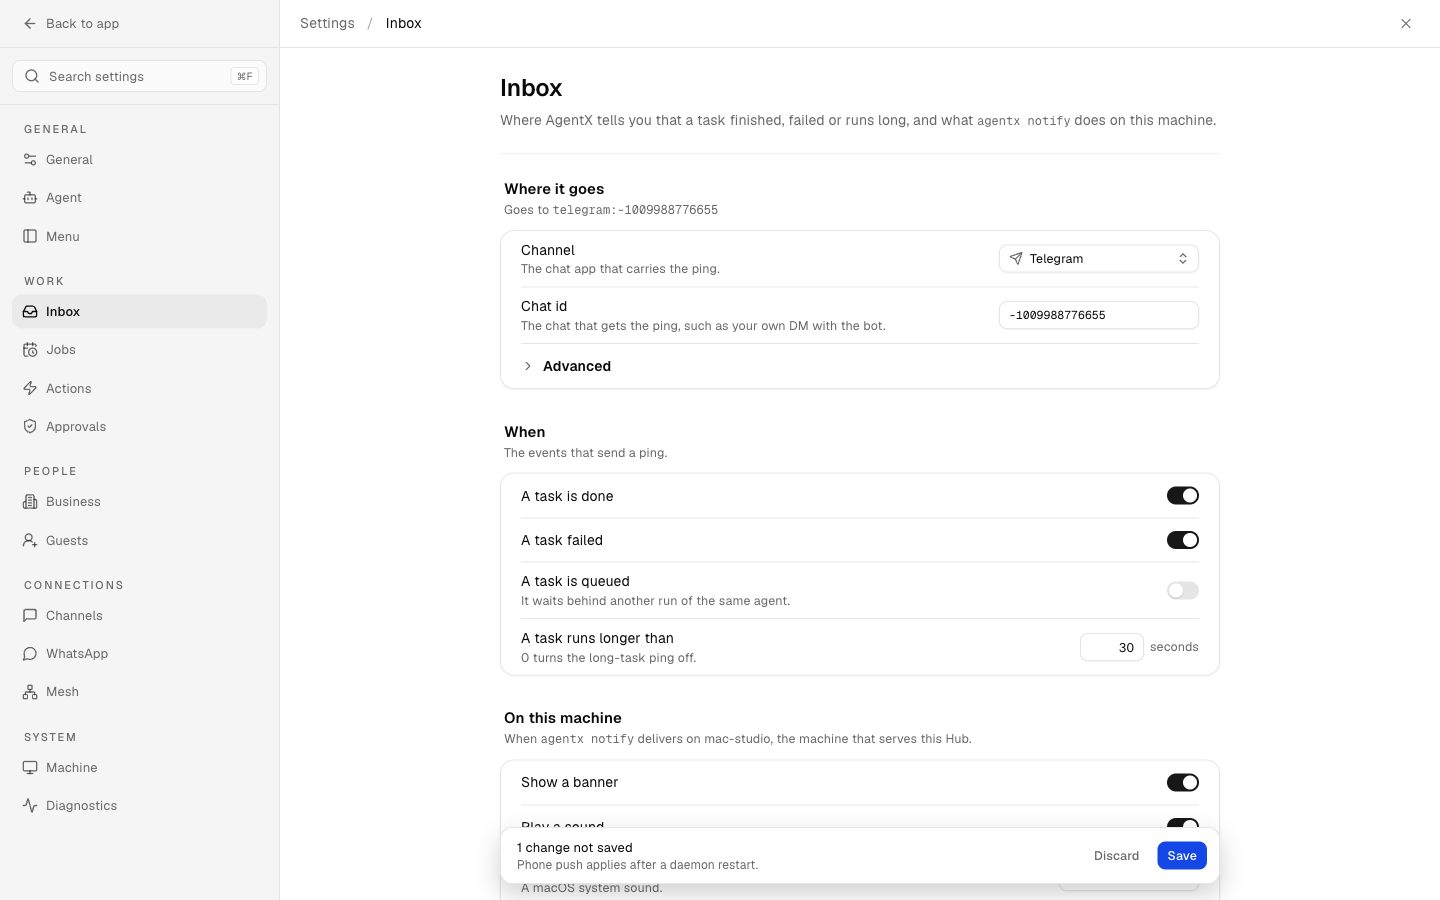 Back to app
Settings / Inbox
Search settings ⌘F
GENERAL
General
Agent
Menu
WORK
Inbox
Jobs
Actions
Approvals
PEOPLE
Business
Guests
CONNECTIONS
Channels
WhatsApp
Mesh
SYSTEM
Machine
Diagnostics
Inbox
Where AgentX tells you that a task finished, failed or runs long, and what agentx notify does on this machine.
Where it goes
Goes to telegram:-1009988776655
Channel
The chat app that carries the ping.
Telegram
Chat id
The chat that gets the ping, such as your own DM with the bot.
-1009988776655
Advanced
When
The events that send a ping.
A task is done
A task failed
A task is queued
It waits behind another run of the same agent.
A task runs longer than
0 turns the long-task ping off.
30 seconds
On this machine
When agentx notify delivers on mac-studio, the machine that serves this Hub.
Show a banner
Play a sound
1 change not saved
Phone push applies after a daemon restart.
Discard
Save
A macOS system sound.